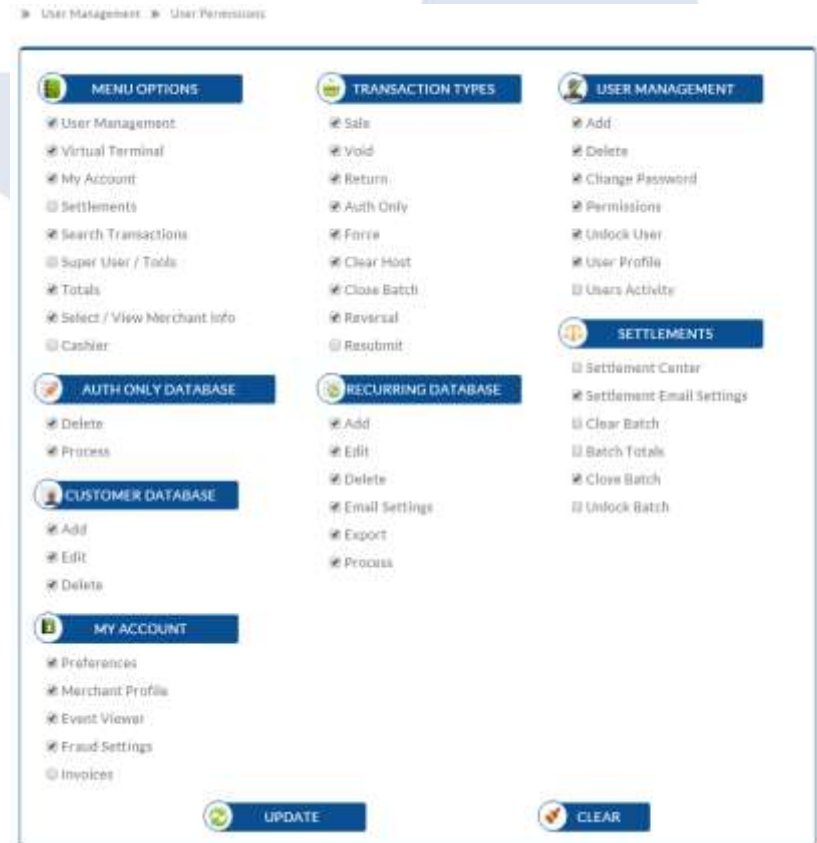 » User Management » User Permissions
MENU OPTIONS
User Management
Virtual Terminal
My Account
Settlements
Search Transactions
Super User / Tools
Totals
Select / View Merchant Info
Cashier
AUTH ONLY DATABASE
Delete
Process
CUSTOMER DATABASE
Add
Edit
Delete
MY ACCOUNT
Preferences
Merchant Profile
Event Viewer
Fraud Settings
Invoices
TRANSACTION TYPES
Sale
Void
Return
Auth Only
Force
Clear Host
Close Batch
Reversal
Resubmit
RECURRING DATABASE
Add
Edit
Delete
Email Settings
Export
Process
USER MANAGEMENT
Add
Delete
Change Password
Permissions
Unlock User
User Profile
Users Activity
SETTLEMENTS
Settlement Center
Settlement Email Settings
Clear Batch
Batch Totals
Close Batch
Unlock Batch
UPDATE
CLEAR